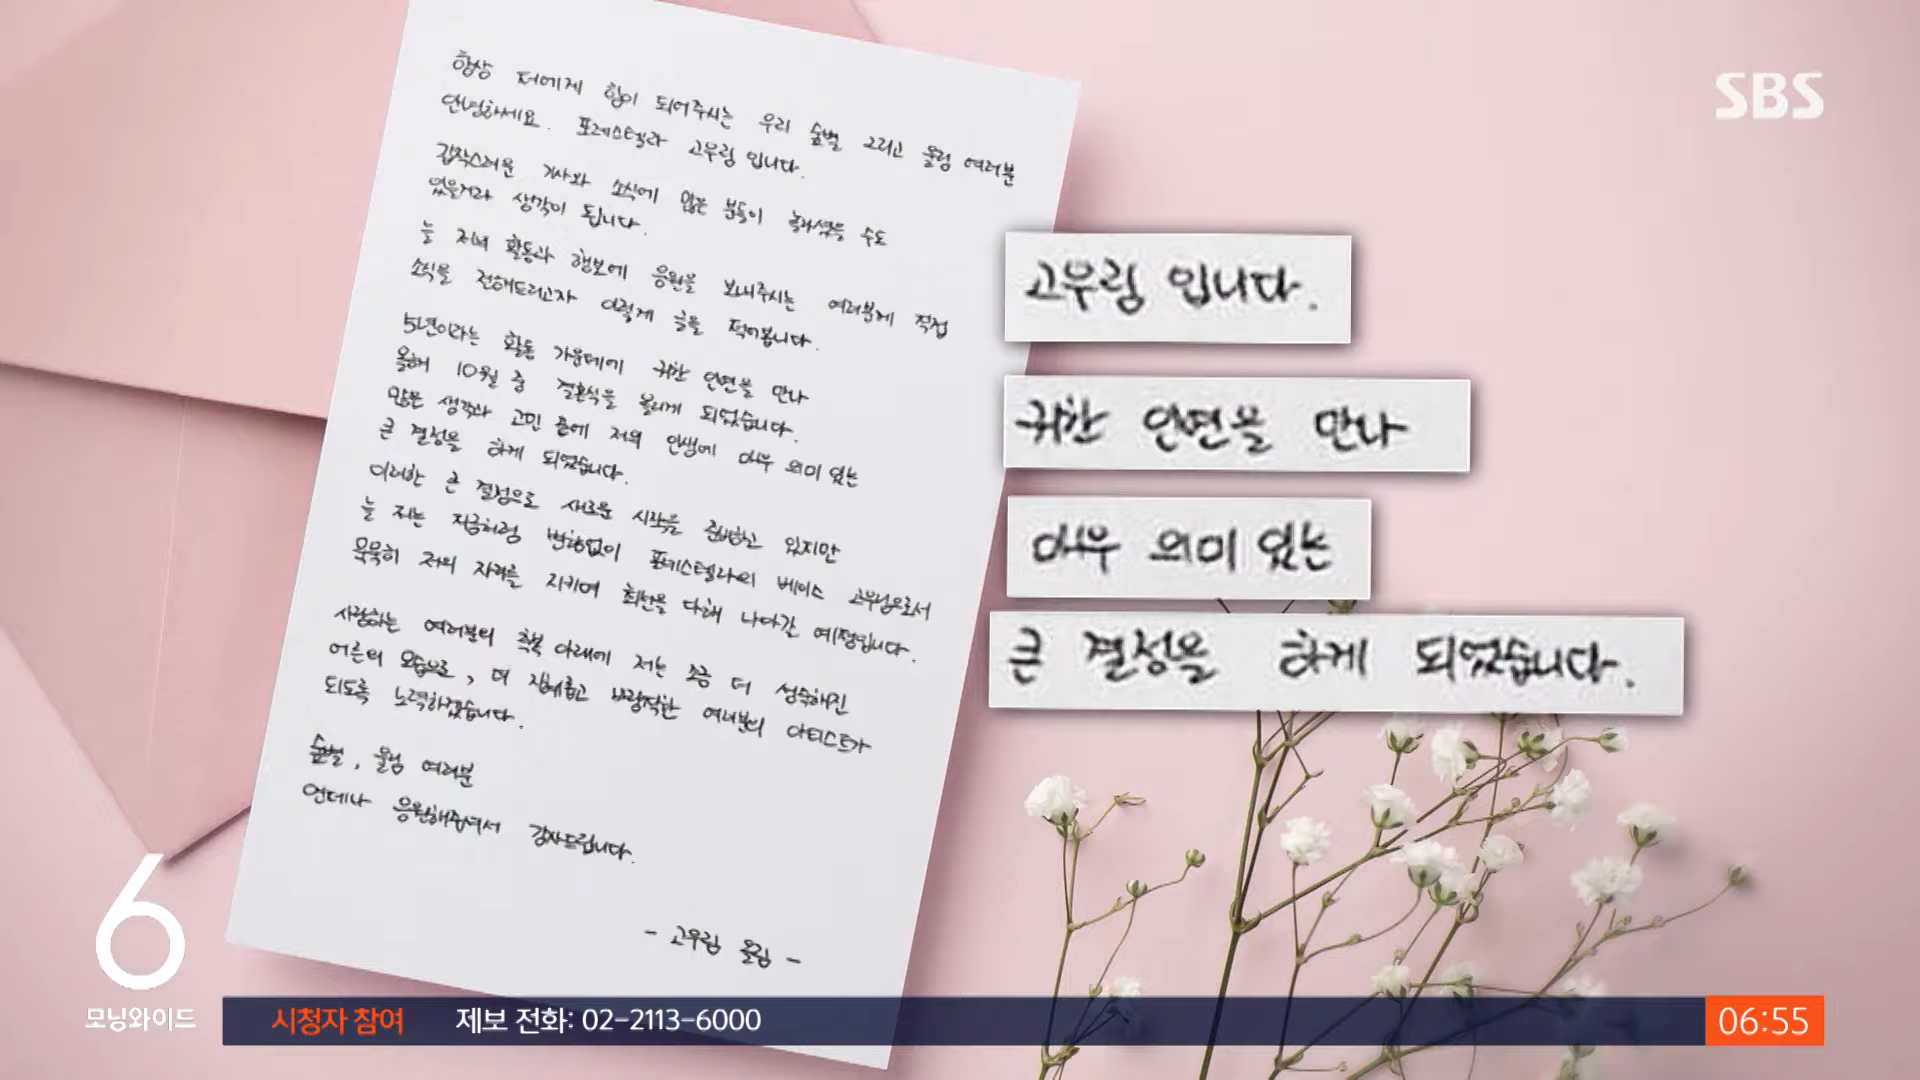 항상 저에게 힘이 되어주시는 우리 숲별 그리고 울림 여러분
안녕하세요. 포레스텔라 고우림 입니다.
갑작스러운 기사와 소식에 많은 분들이 놀라셨을 수도
있을거라 생각이 됩니다.
늘 저의 활동과 행보에 응원을 보내주시는 여러분께 직접
소식을 전해드리고자 이렇게 글을 적어봅니다.
5년이라는 활동 가운데에 귀한 인연을 만나
올해 10월 중 결혼식을 올리게 되었습니다.
많은 생각과 고민 끝에 저의 인생에 아주 의미 있는
큰 결정을 하게 되었습니다.
이러한 큰 결정으로 새로운 시작을 준비하고 있지만
늘 저는 지금처럼 변함없이 포레스텔라의 베이스 고우림으로서
묵묵히 저의 자리를 지키며 최선을 다해 나아갈 예정입니다.
사랑하는 여러분의 축복 아래에 저는 조금 더 성숙해진
어른의 모습으로, 더 지혜롭고 바람직한 여러분의 아티스트가
되도록 노력하겠습니다.
숲별, 울림 여러분
언제나 응원해주셔서 감사드립니다.
- 고우림 올림 -
고우림 입니다.
귀한 인연을 만나
아주 의미 있는
큰 결정을 하게 되었습니다.
SBS
6
모닝와이드
시청자 참여 제보 전화: 02-2113-6000
06:55